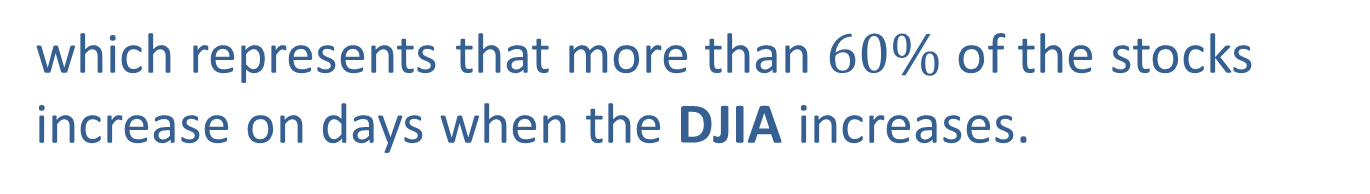 which represents that more than 60% of the stocks
increase on days when the DJIA increases.